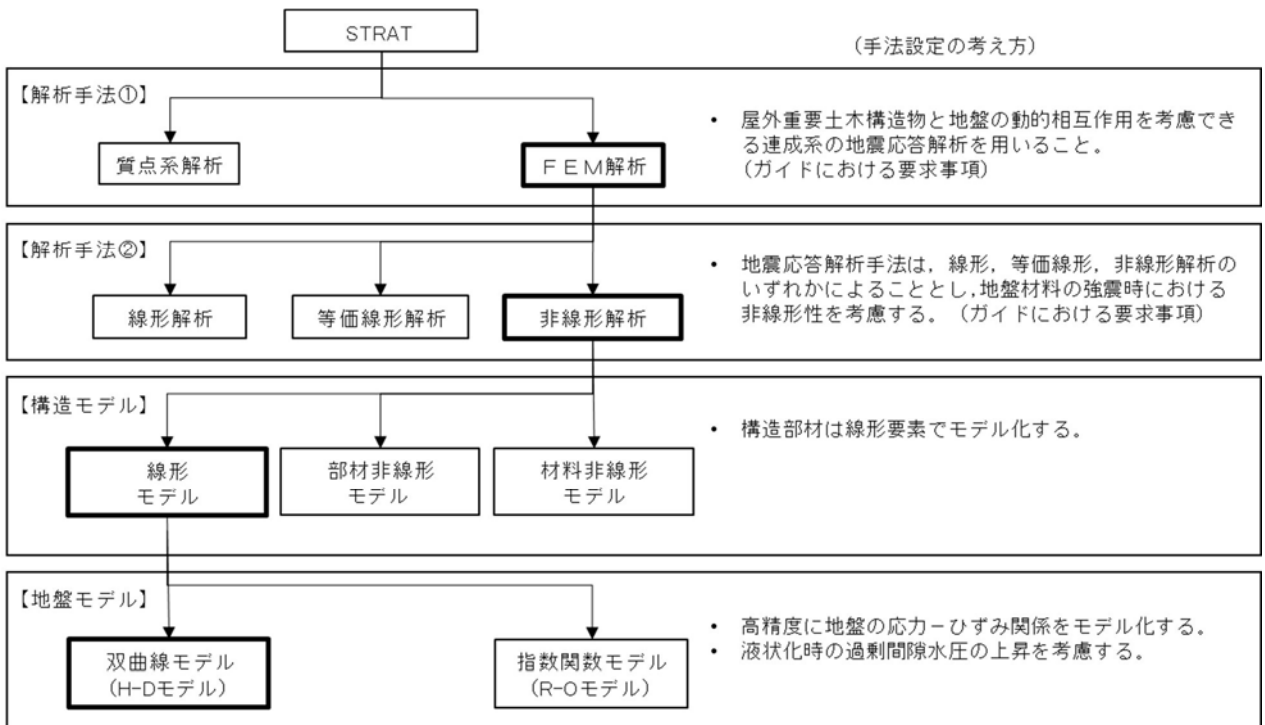 STRAT
(手法設定の考え方)
【解析手法①】
質点系解析
FEM解析
• 屋外重要土木構造物と地盤の動的相互作用を考慮でき
る連成系の地震応答解析を用いること。
(ガイドにおける要求事項)
【解析手法②】
線形解析
等価線形解析
非線形解析
• 地震応答解析手法は，線形，等価線形，非線形解析の
いずれかによることとし,地盤材料の強震時における
非線形性を考慮する。（ガイドにおける要求事項）
【構造モデル】
線形
モデル
部材非線形
モデル
材料非線形
モデル
• 構造部材は線形要素でモデル化する。
【地盤モデル】
双曲線モデル
(H-Dモデル)
指数関数モデル
(R-Oモデル)
• 高精度に地盤の応力－ひずみ関係をモデル化する。
• 液状化時の過剰間隙水圧の上昇を考慮する。